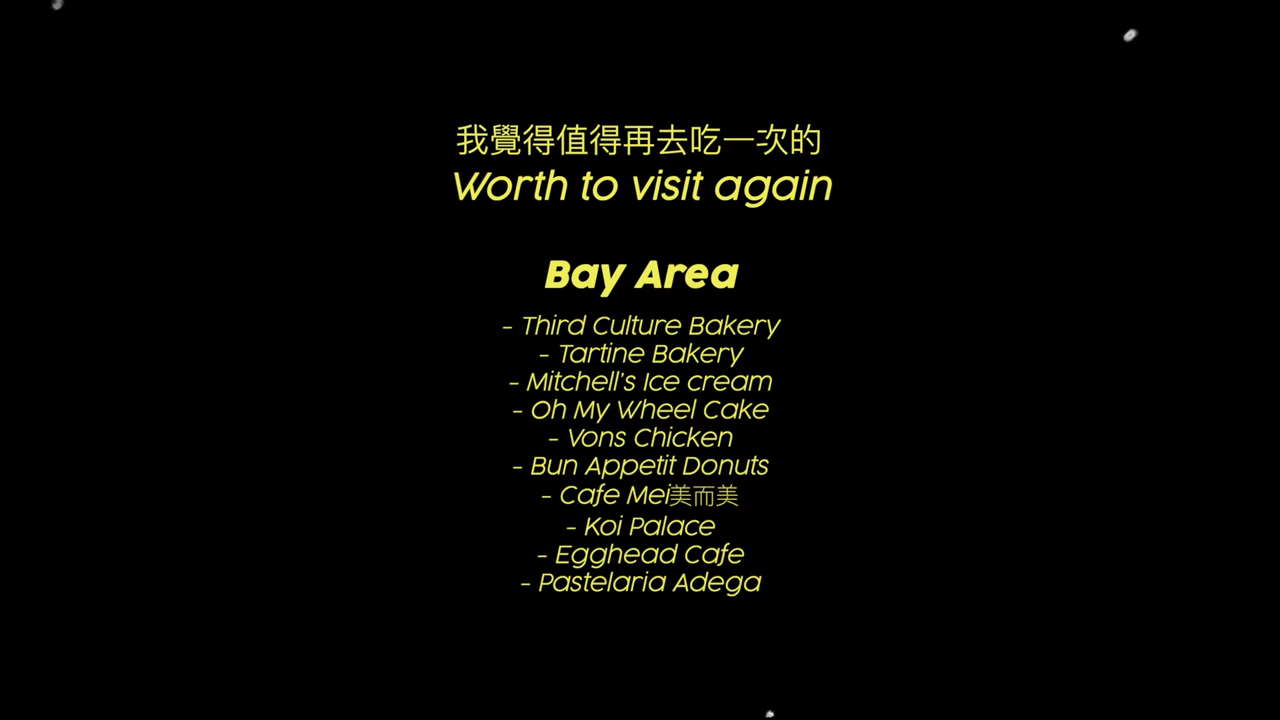 我覺得值得再去吃一次的
Worth to visit again
Bay Area
- Third Culture Bakery
- Tartine Bakery
- Mitchell's Ice cream
- Oh My Wheel Cake
- Vons Chicken
- Bun Appetit Donuts
- Cafe Mei美而美
- Koi Palace
- Egghead Cafe
- Pastelaria Adega